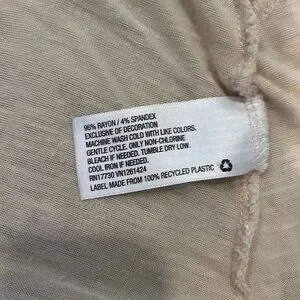 96% RAYON / 4% SPANDEX
EXCLUSIVE OF DECORATION
MACHINE WASH COLD WITH LIKE COLORS.
GENTLE CYCLE. ONLY NON-CHLORINE
BLEACH IF NEEDED. TUMBLE DRY LOW.
COOL IRON IF NEEDED.
RN17730 VN1261424
LABEL MADE FROM 100% RECYCLED PLASTIC